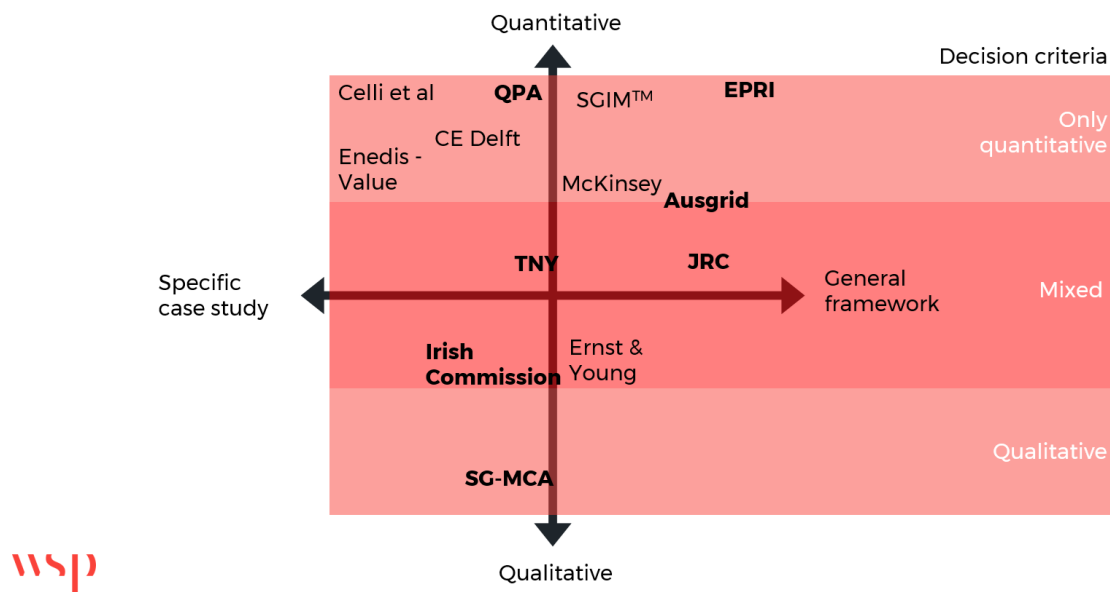 Quantitative
Decision criteria
Celli et al
QPA
SGIM™
EPRI
Only
quantitative
CE Delft
Enedis -
Value
McKinsey
Ausgrid
TNY
JRC
Specific
case study
General
framework
Mixed
Irish
Commission
Ernst &
Young
Qualitative
SG-MCA
Qualitative
wsp